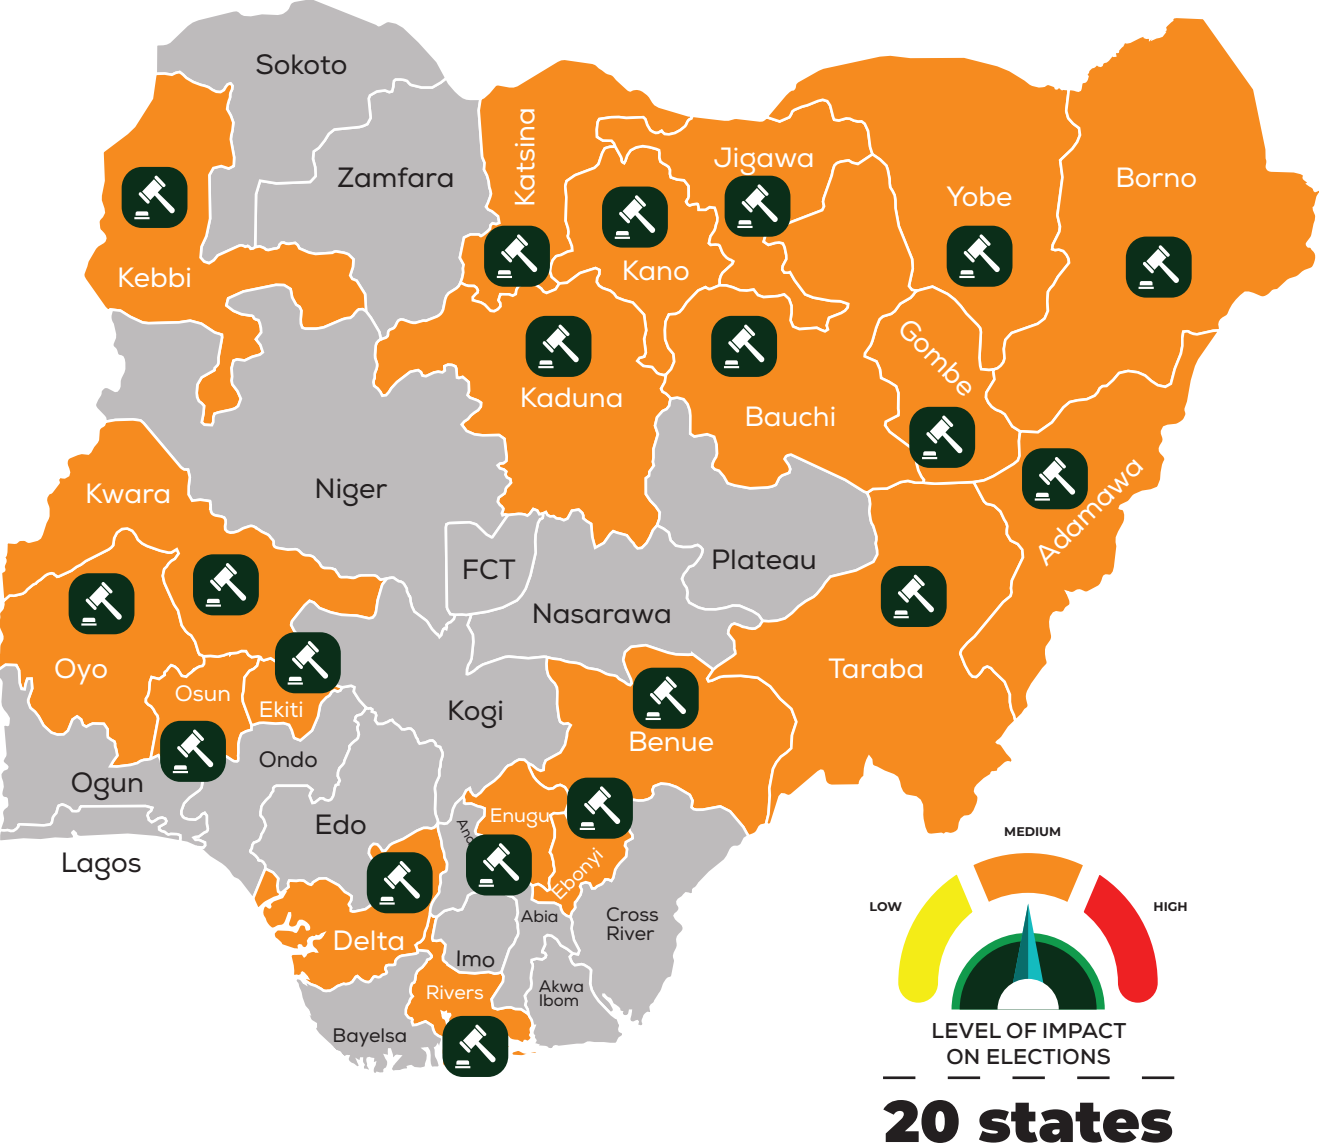 Sokoto
Katsina
Zamfara
Jigawa
Yobe
Borno
Kebbi
Kano
Gombe
Kaduna
Bauchi
Kwara
Niger
Adamawa
FCT
Plateau
Nasarawa
Oyo
Taraba
Osun
Ekiti
Kogi
Benue
Ondo
Ogun
Edo
Enugu
Ana
Lagos
Ebonyi
Abia
Cross
River
Delta
Imo
Rivers
Akwa
Ibom
Bayelsa
MEDIUM
LOW
HIGH
LEVEL OF IMPACT
ON ELECTIONS
20 states